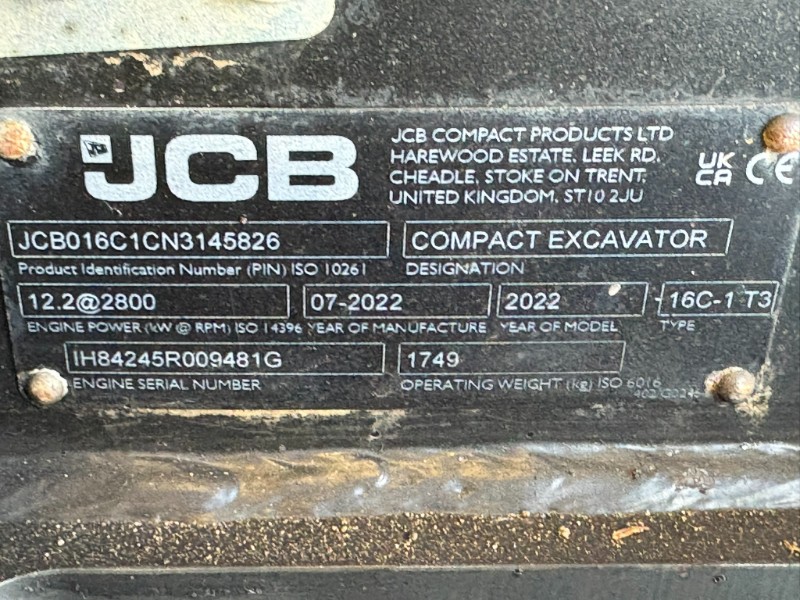 JCB
JCB COMPACT PRODUCTS LTD
HAREWOOD ESTATE, LEEK RD,
CHEADLE, STOKE ON TRENT,
UNITED KINGDOM, ST10 2JU
UK
CA CE
JCB016C1CN3145826 COMPACT EXCAVATOR
Product Identification Number (PIN) ISO 10261 DESIGNATION
12.2@2800 07-2022 2022 16C-1 T3
ENGINE POWER (kW @ RPM) ISO 14396 YEAR OF MANUFACTURE YEAR OF MODEL TYPE
IH84245R009481G 1749
ENGINE SERIAL NUMBER OPERATING WEIGHT (kg) ISO 6016